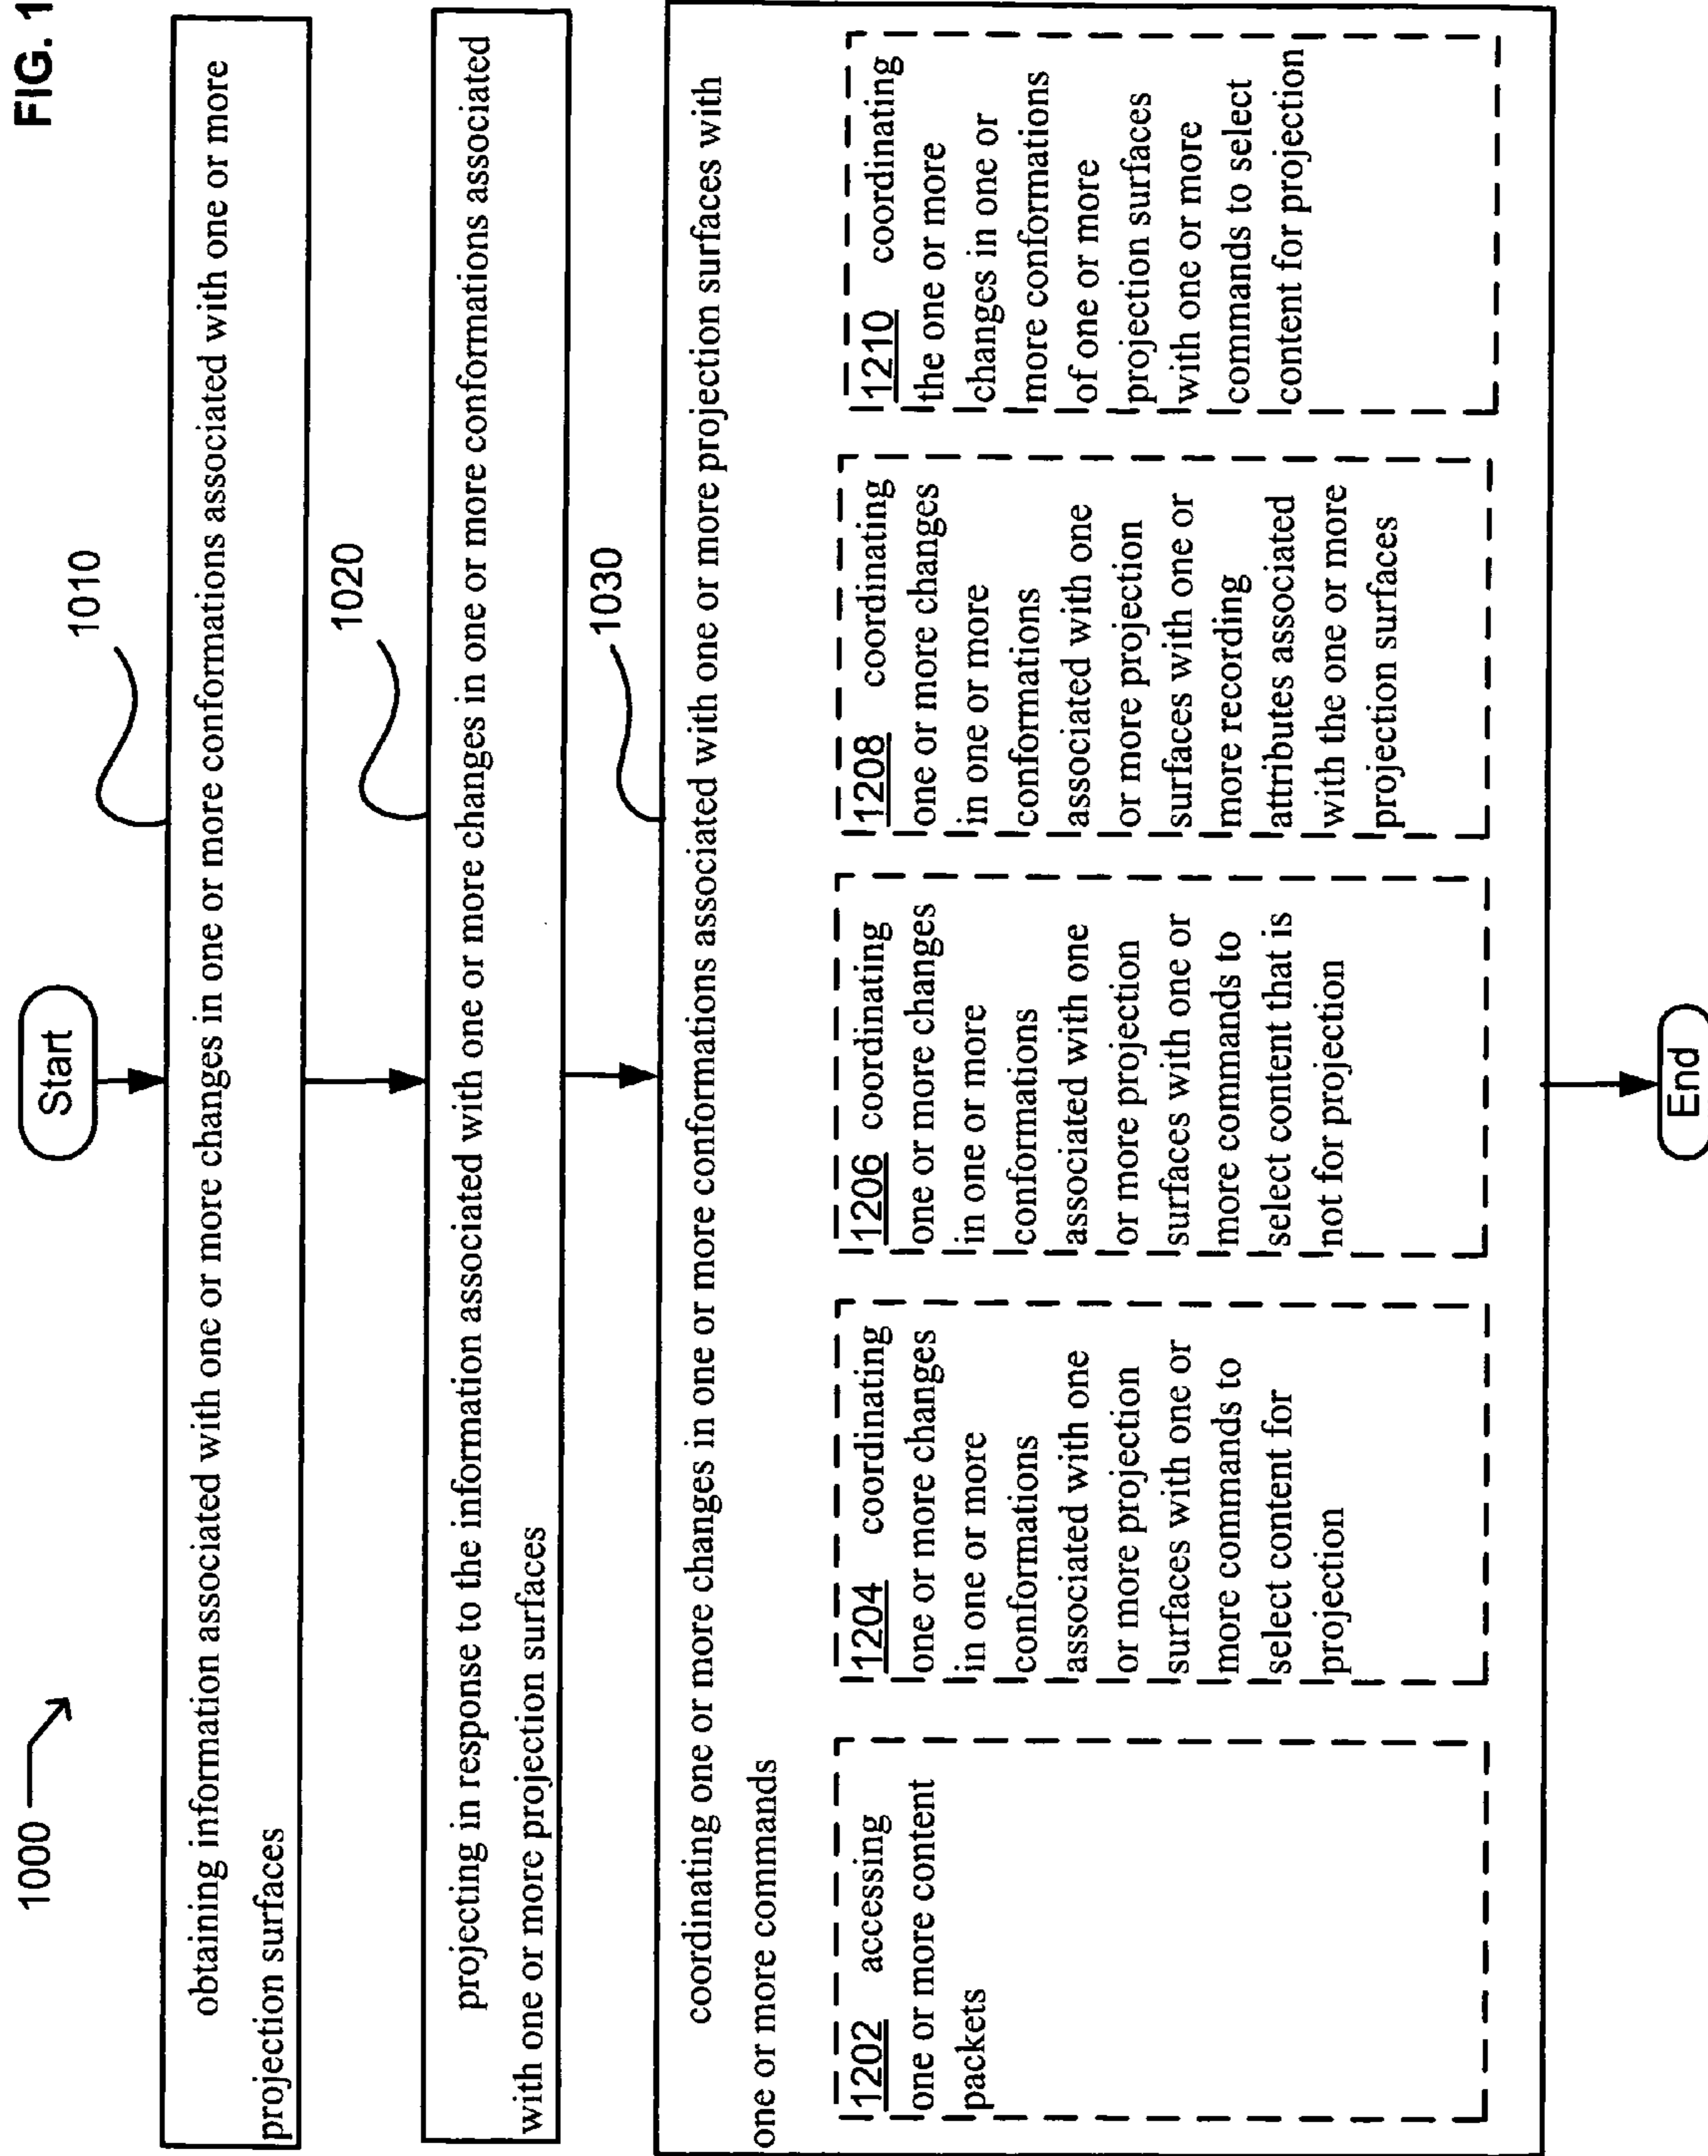 FIG. 1
1000
Start
1010
obtaining information associated with one or more changes in one or more conformations associated with one or more
projection surfaces
1020
projecting in response to the information associated with one or more changes in one or more conformations associated
with one or more projection surfaces
1030
coordinating one or more changes in one or more conformations associated with one or more projection surfaces with
one or more commands
1202 accessing
one or more content
packets
1204 coordinating
one or more changes
in one or more
conformations
associated with one
or more projection
surfaces with one or
more commands to
select content for
projection
1206 coordinating
one or more changes
in one or more
conformations
associated with one
or more projection
surfaces with one or
more commands to
select content that is
not for projection
1208 coordinating
one or more changes
in one or more
conformations
associated with one
or more projection
surfaces with one or
more recording
attributes associated
with the one or more
projection surfaces
1210 coordinating
the one or more
changes in one or
more conformations
of one or more
projection surfaces
with one or more
commands to select
content for projection
End